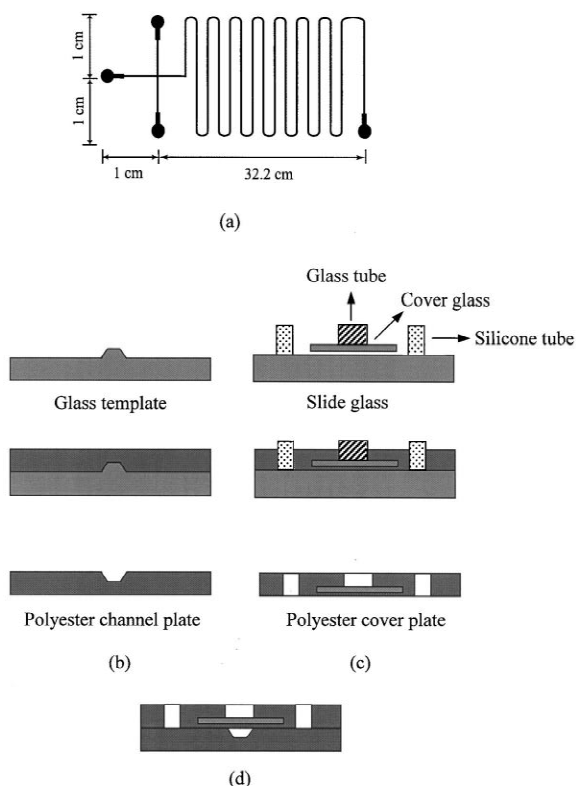 1 cm
1 cm
1 cm
32.2 cm
(a)
Glass tube
Cover glass
Silicone tube
Glass template
Slide glass
Polyester channel plate
Polyester cover plate
(b)
(c)
(d)